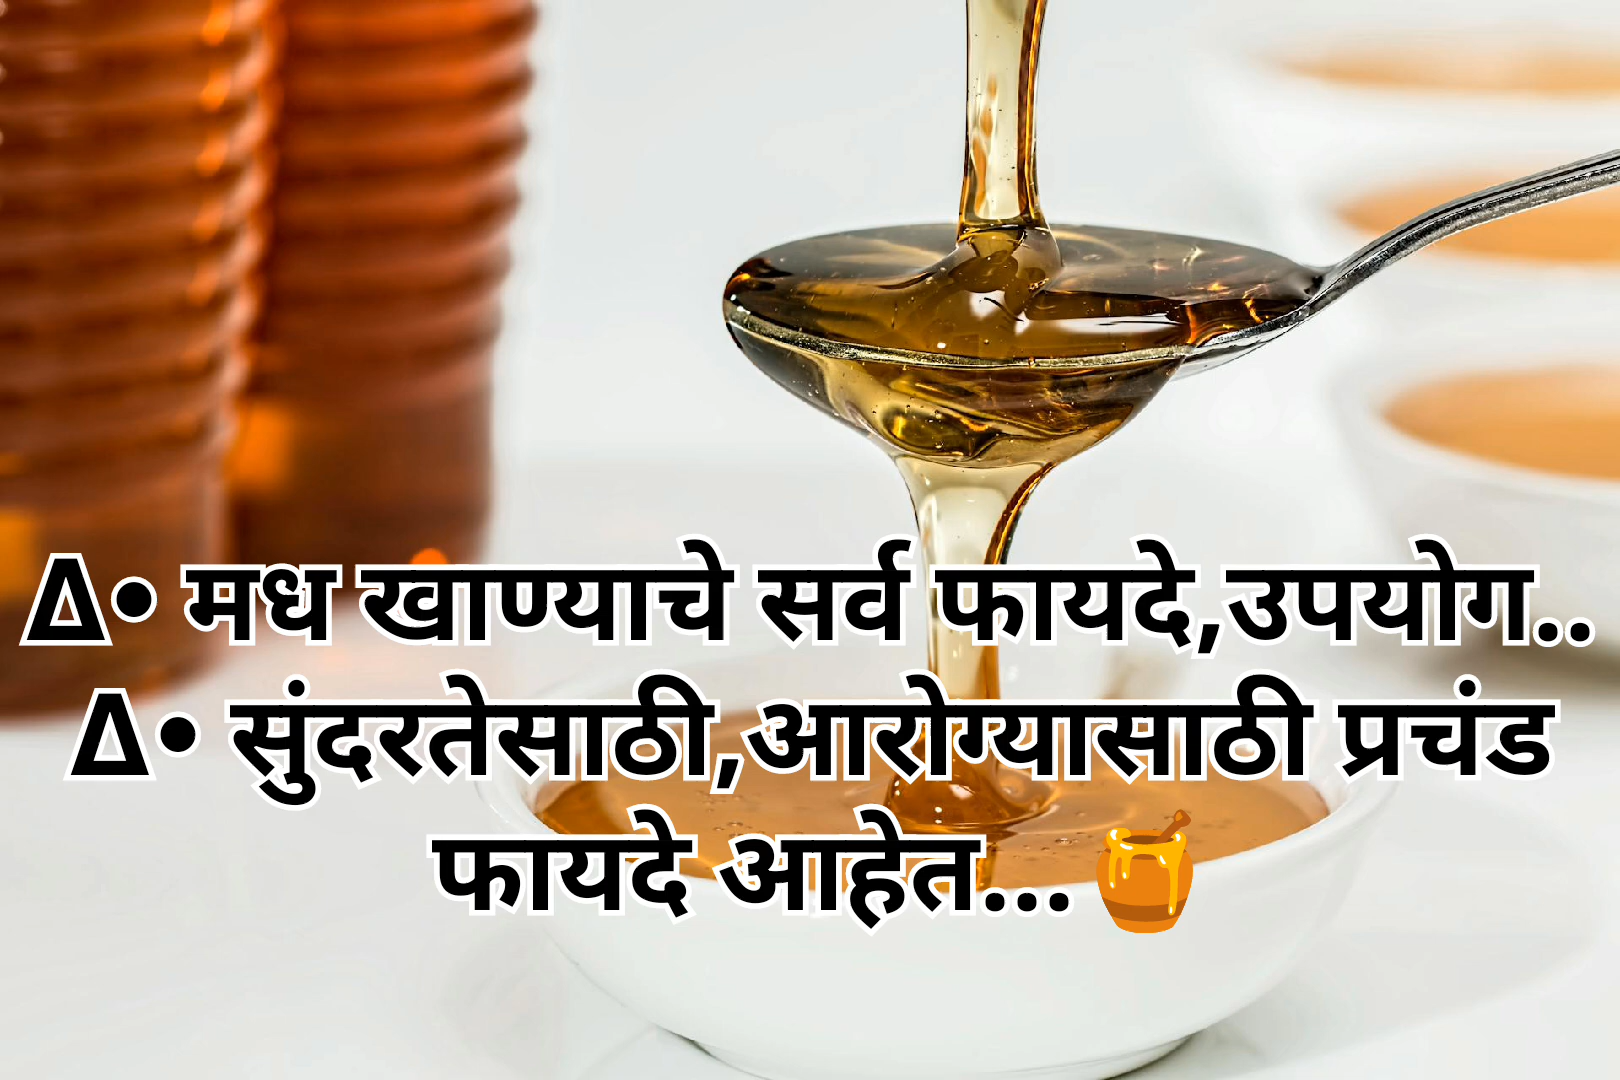 ∆• मध खाण्याचे सर्व फायदे,उपयोग..
∆• सुंदरतेसाठी,आरोग्यासाठी प्रचंड
फायदे आहेत...🍯